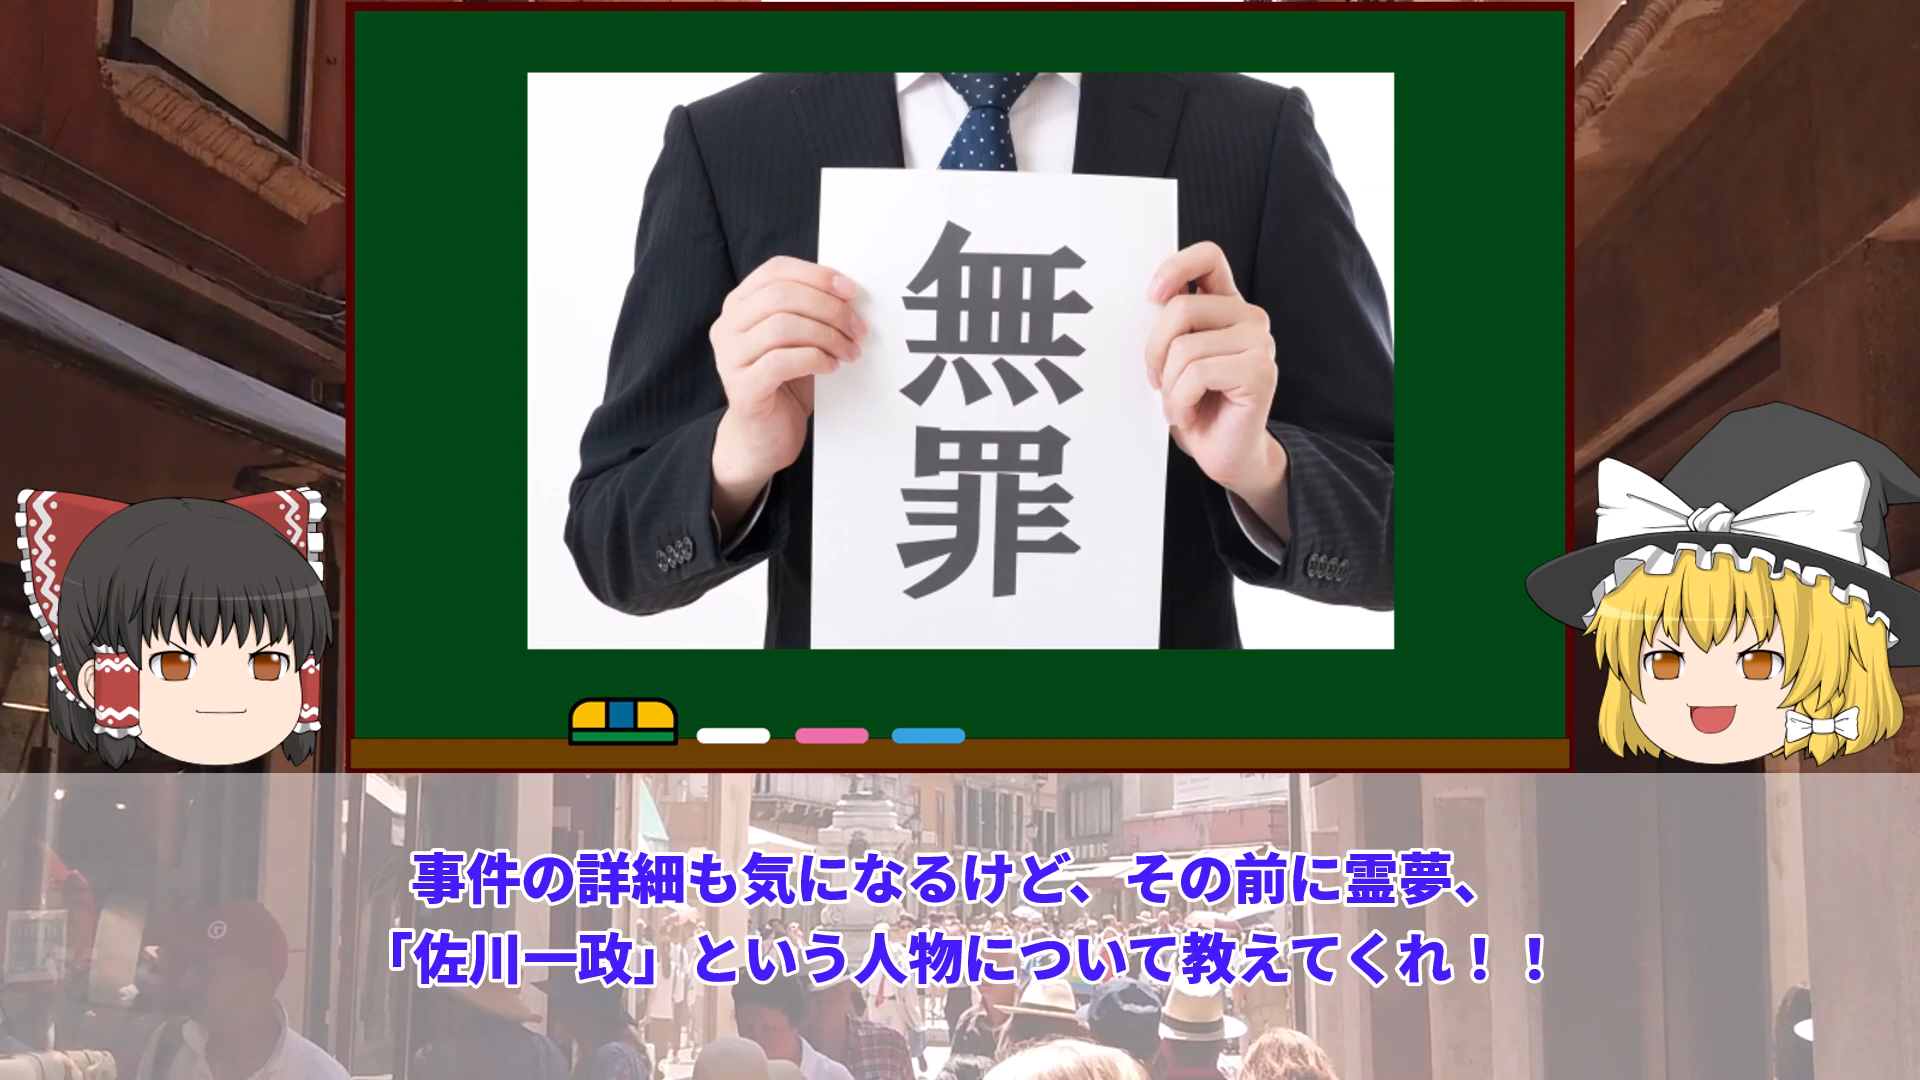 無罪
事件の詳細も気になるけど、その前に霊夢、
「佐川一政」という人物について教えてくれ！！